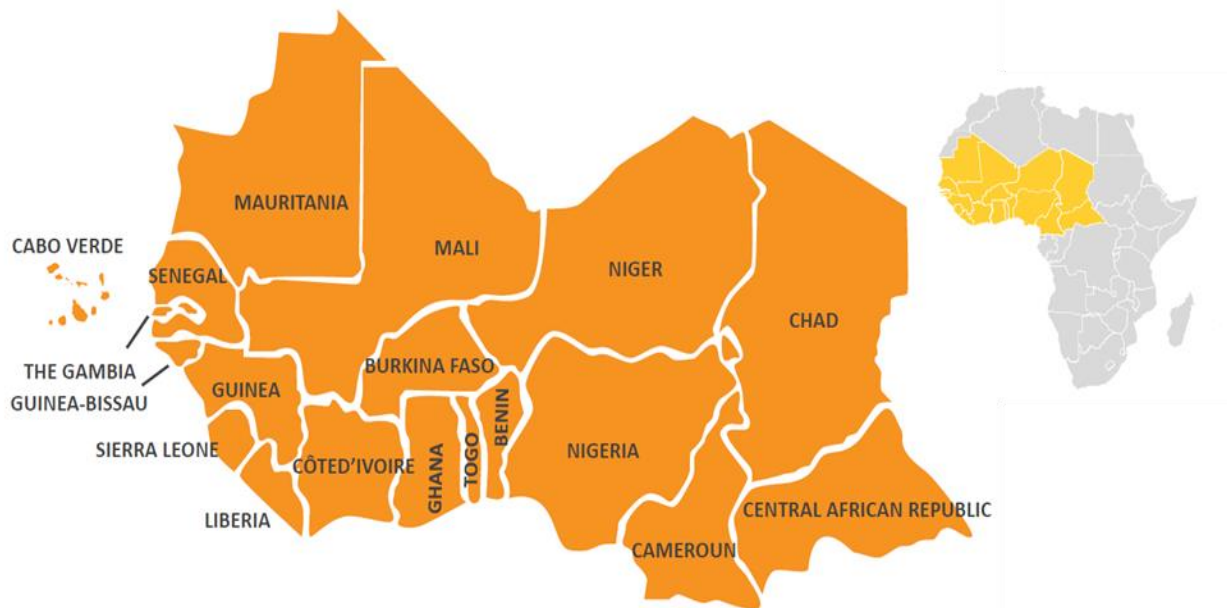 MAURITANIA
CABO VERDE
MALI
NIGER
SENEGAL
CHAD
THE GAMBIA
BURKINA FASO
GUINEA
GUINEA-BISSAU
BENIN
SIERRA LEONE
NIGERIA
CÔTED'IVOIRE
TOGO
GHANA
CENTRAL AFRICAN REPUBLIC
LIBERIA
CAMEROUN